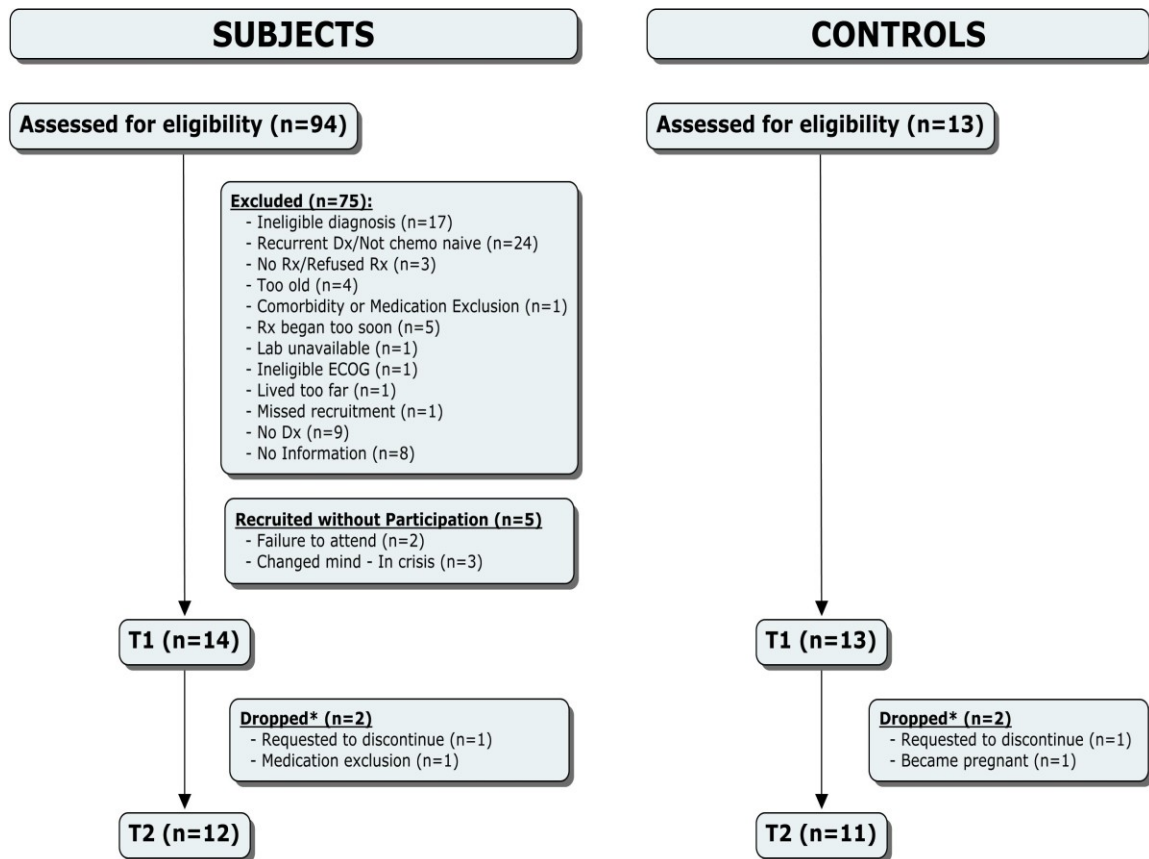 SUBJECTS
Assessed for eligibility (n=94)
Excluded (n=75):
- Ineligible diagnosis (n=17)
- Recurrent Dx/Not chemo naive (n=24)
- No Rx/Refused Rx (n=3)
- Too old (n=4)
- Comorbidity or Medication Exclusion (n=1)
- Rx began too soon (n=5)
- Lab unavailable (n=1)
- Ineligible ECOG (n=1)
- Lived too far (n=1)
- Missed recruitment (n=1)
- No Dx (n=9)
- No Information (n=8)
Recruited without Participation (n=5)
- Failure to attend (n=2)
- Changed mind - In crisis (n=3)
T1 (n=14)
Dropped* (n=2)
- Requested to discontinue (n=1)
- Medication exclusion (n=1)
T2 (n=12)
CONTROLS
Assessed for eligibility (n=13)
T1 (n=13)
Dropped* (n=2)
- Requested to discontinue (n=1)
- Became pregnant (n=1)
T2 (n=11)